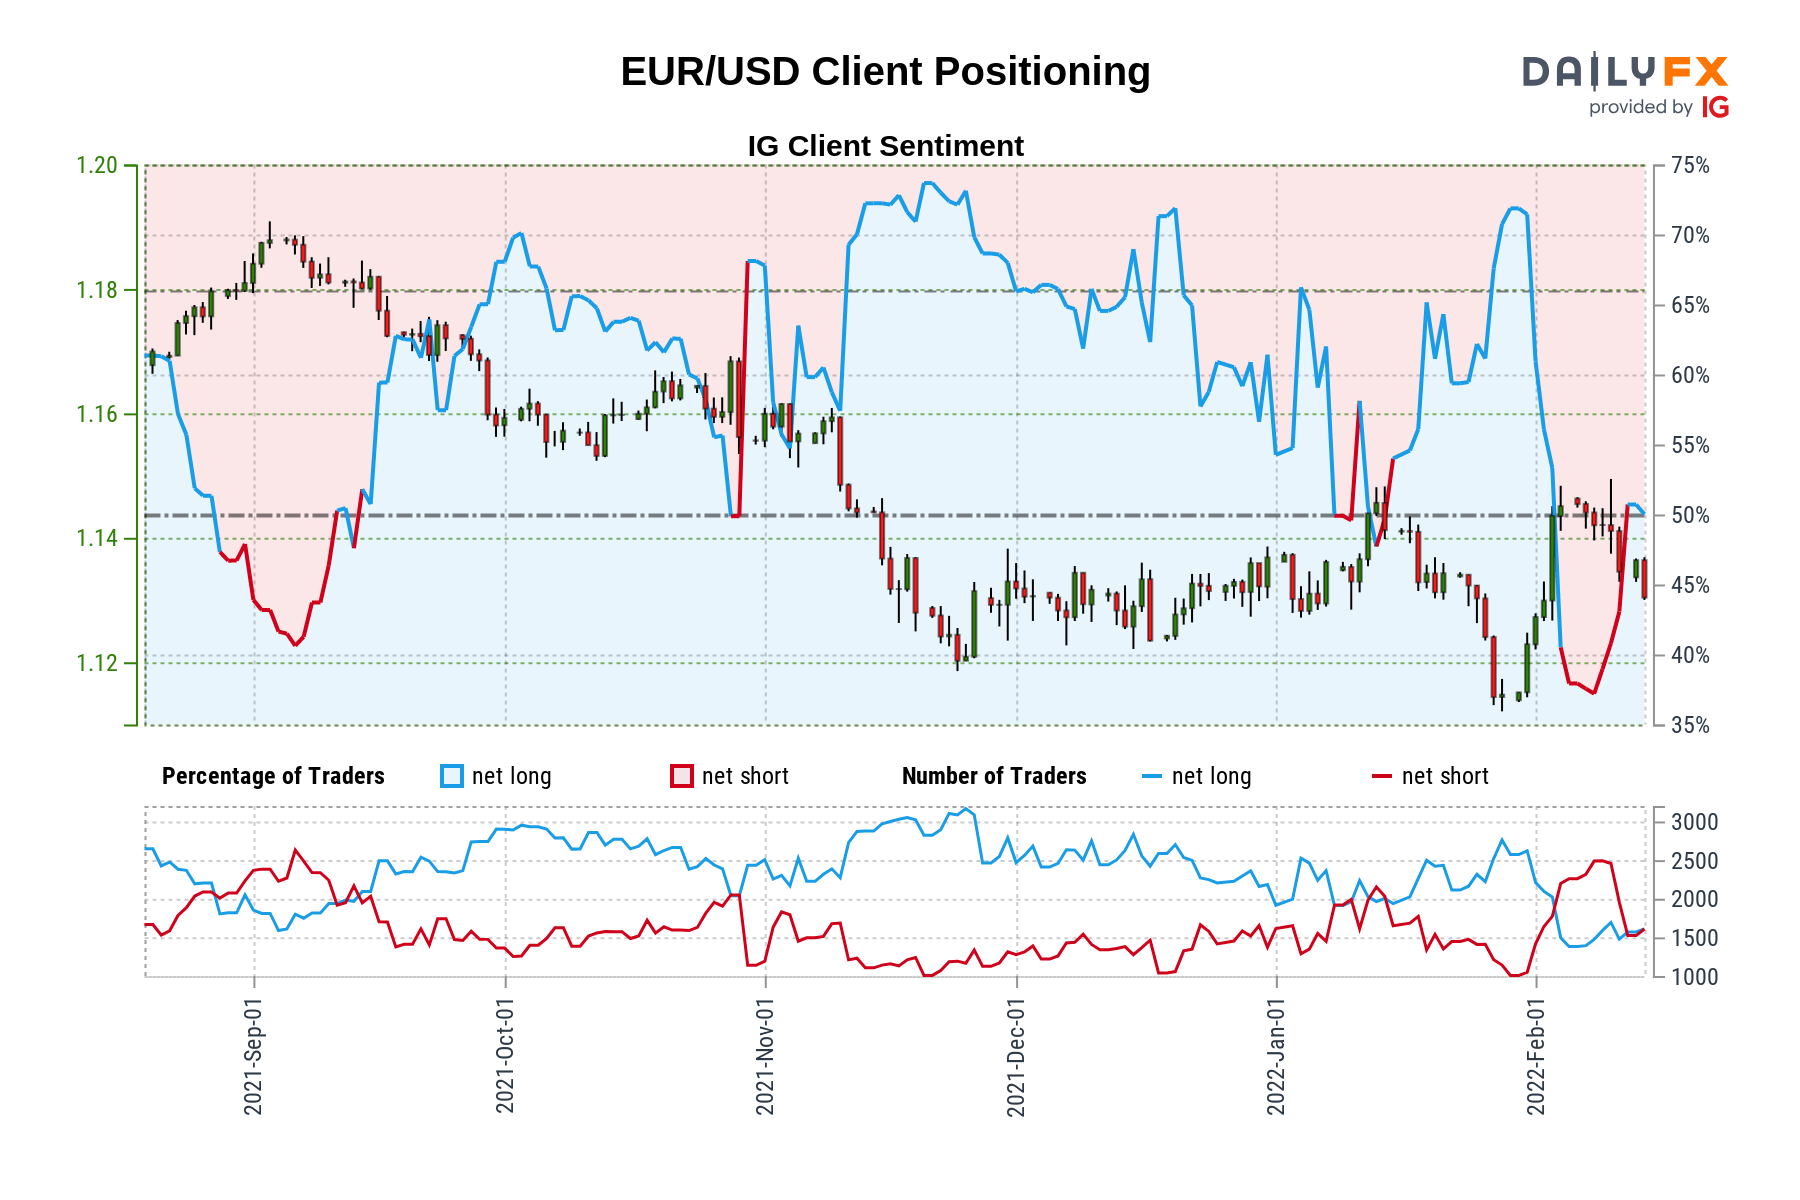 EUR/USD Client Positioning
DAILYFX
provided by IG
IG Client Sentiment
1.20
1.18
1.16
1.14
1.12
75%
70%
65%
60%
55%
50%
45%
40%
35%
Percentage of Traders net long net short Number of Traders net long net short
3000
2500
2000
1500
1000
2021-Sep-01
2021-Oct-01
2021-Nov-01
2021-Dec-01
2022-Jan-01
2022-Feb-01